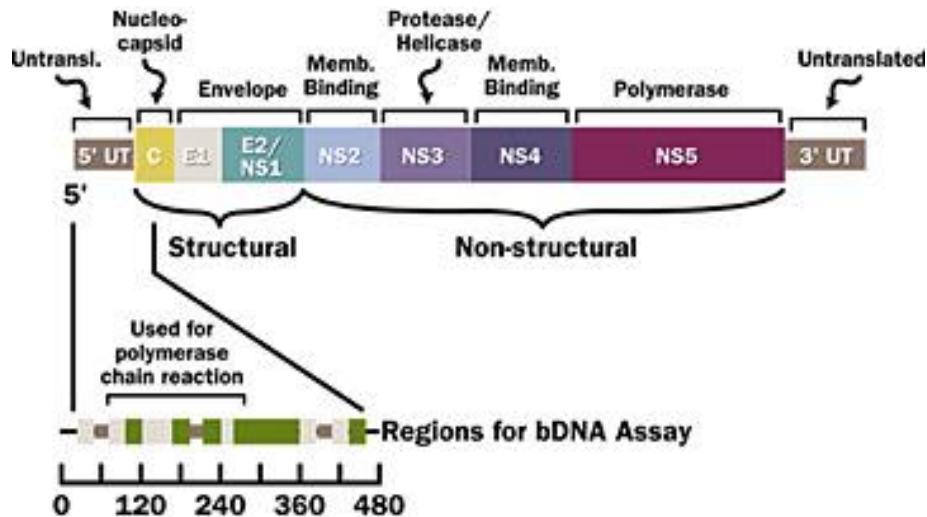 Nucleo-
capsid
Protease/
Helicase
Untransl.
Envelope
Memb.
Binding
Memb.
Binding
Polymerase
Untranslated
5' UT
C
E1
E2/
NS1
NS2
NS3
NS4
NS5
3' UT
5'
Structural
Non-structural
Used for
polymerase
chain reaction
Regions for bDNA Assay
0 120 240 360 480